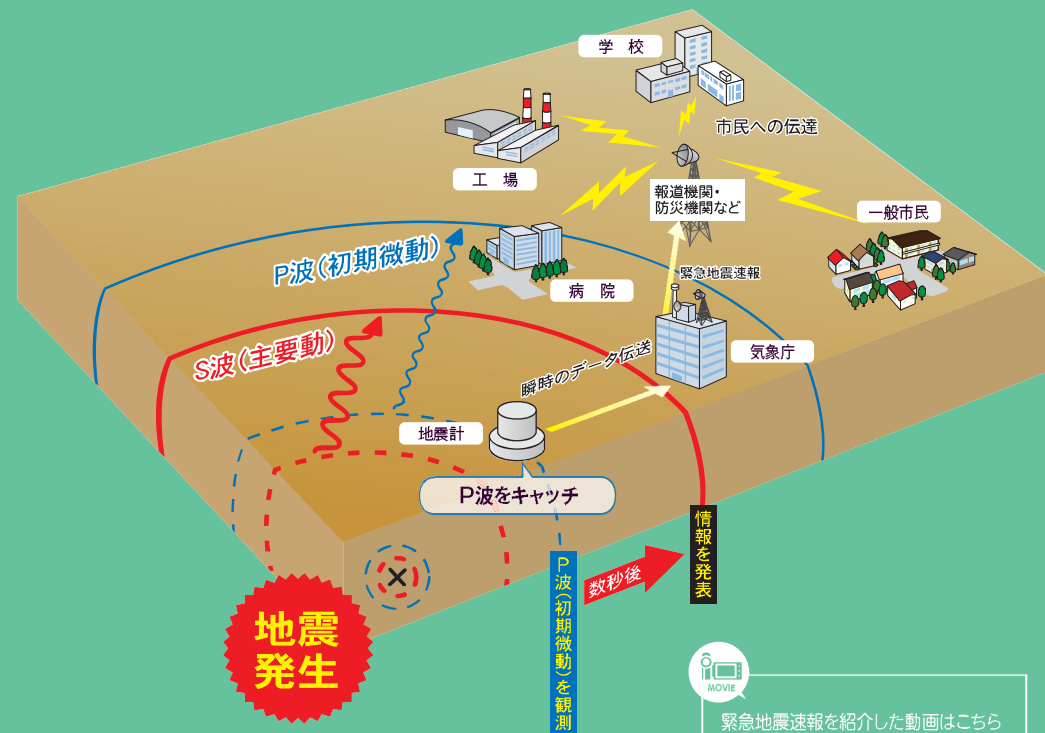 学 校
市民への伝達
工 場
報道機関・
防災機関など
一般市民
P波(初期微動)
病 院
緊急地震速報
S波(主要動)
気象庁
瞬時のデータ伝送
地震計
P波をキャッチ
情報を発表
数秒後
P波(初期微動)を観測
地震
発生
MOVIE
緊急地震速報を紹介した動画はこちら